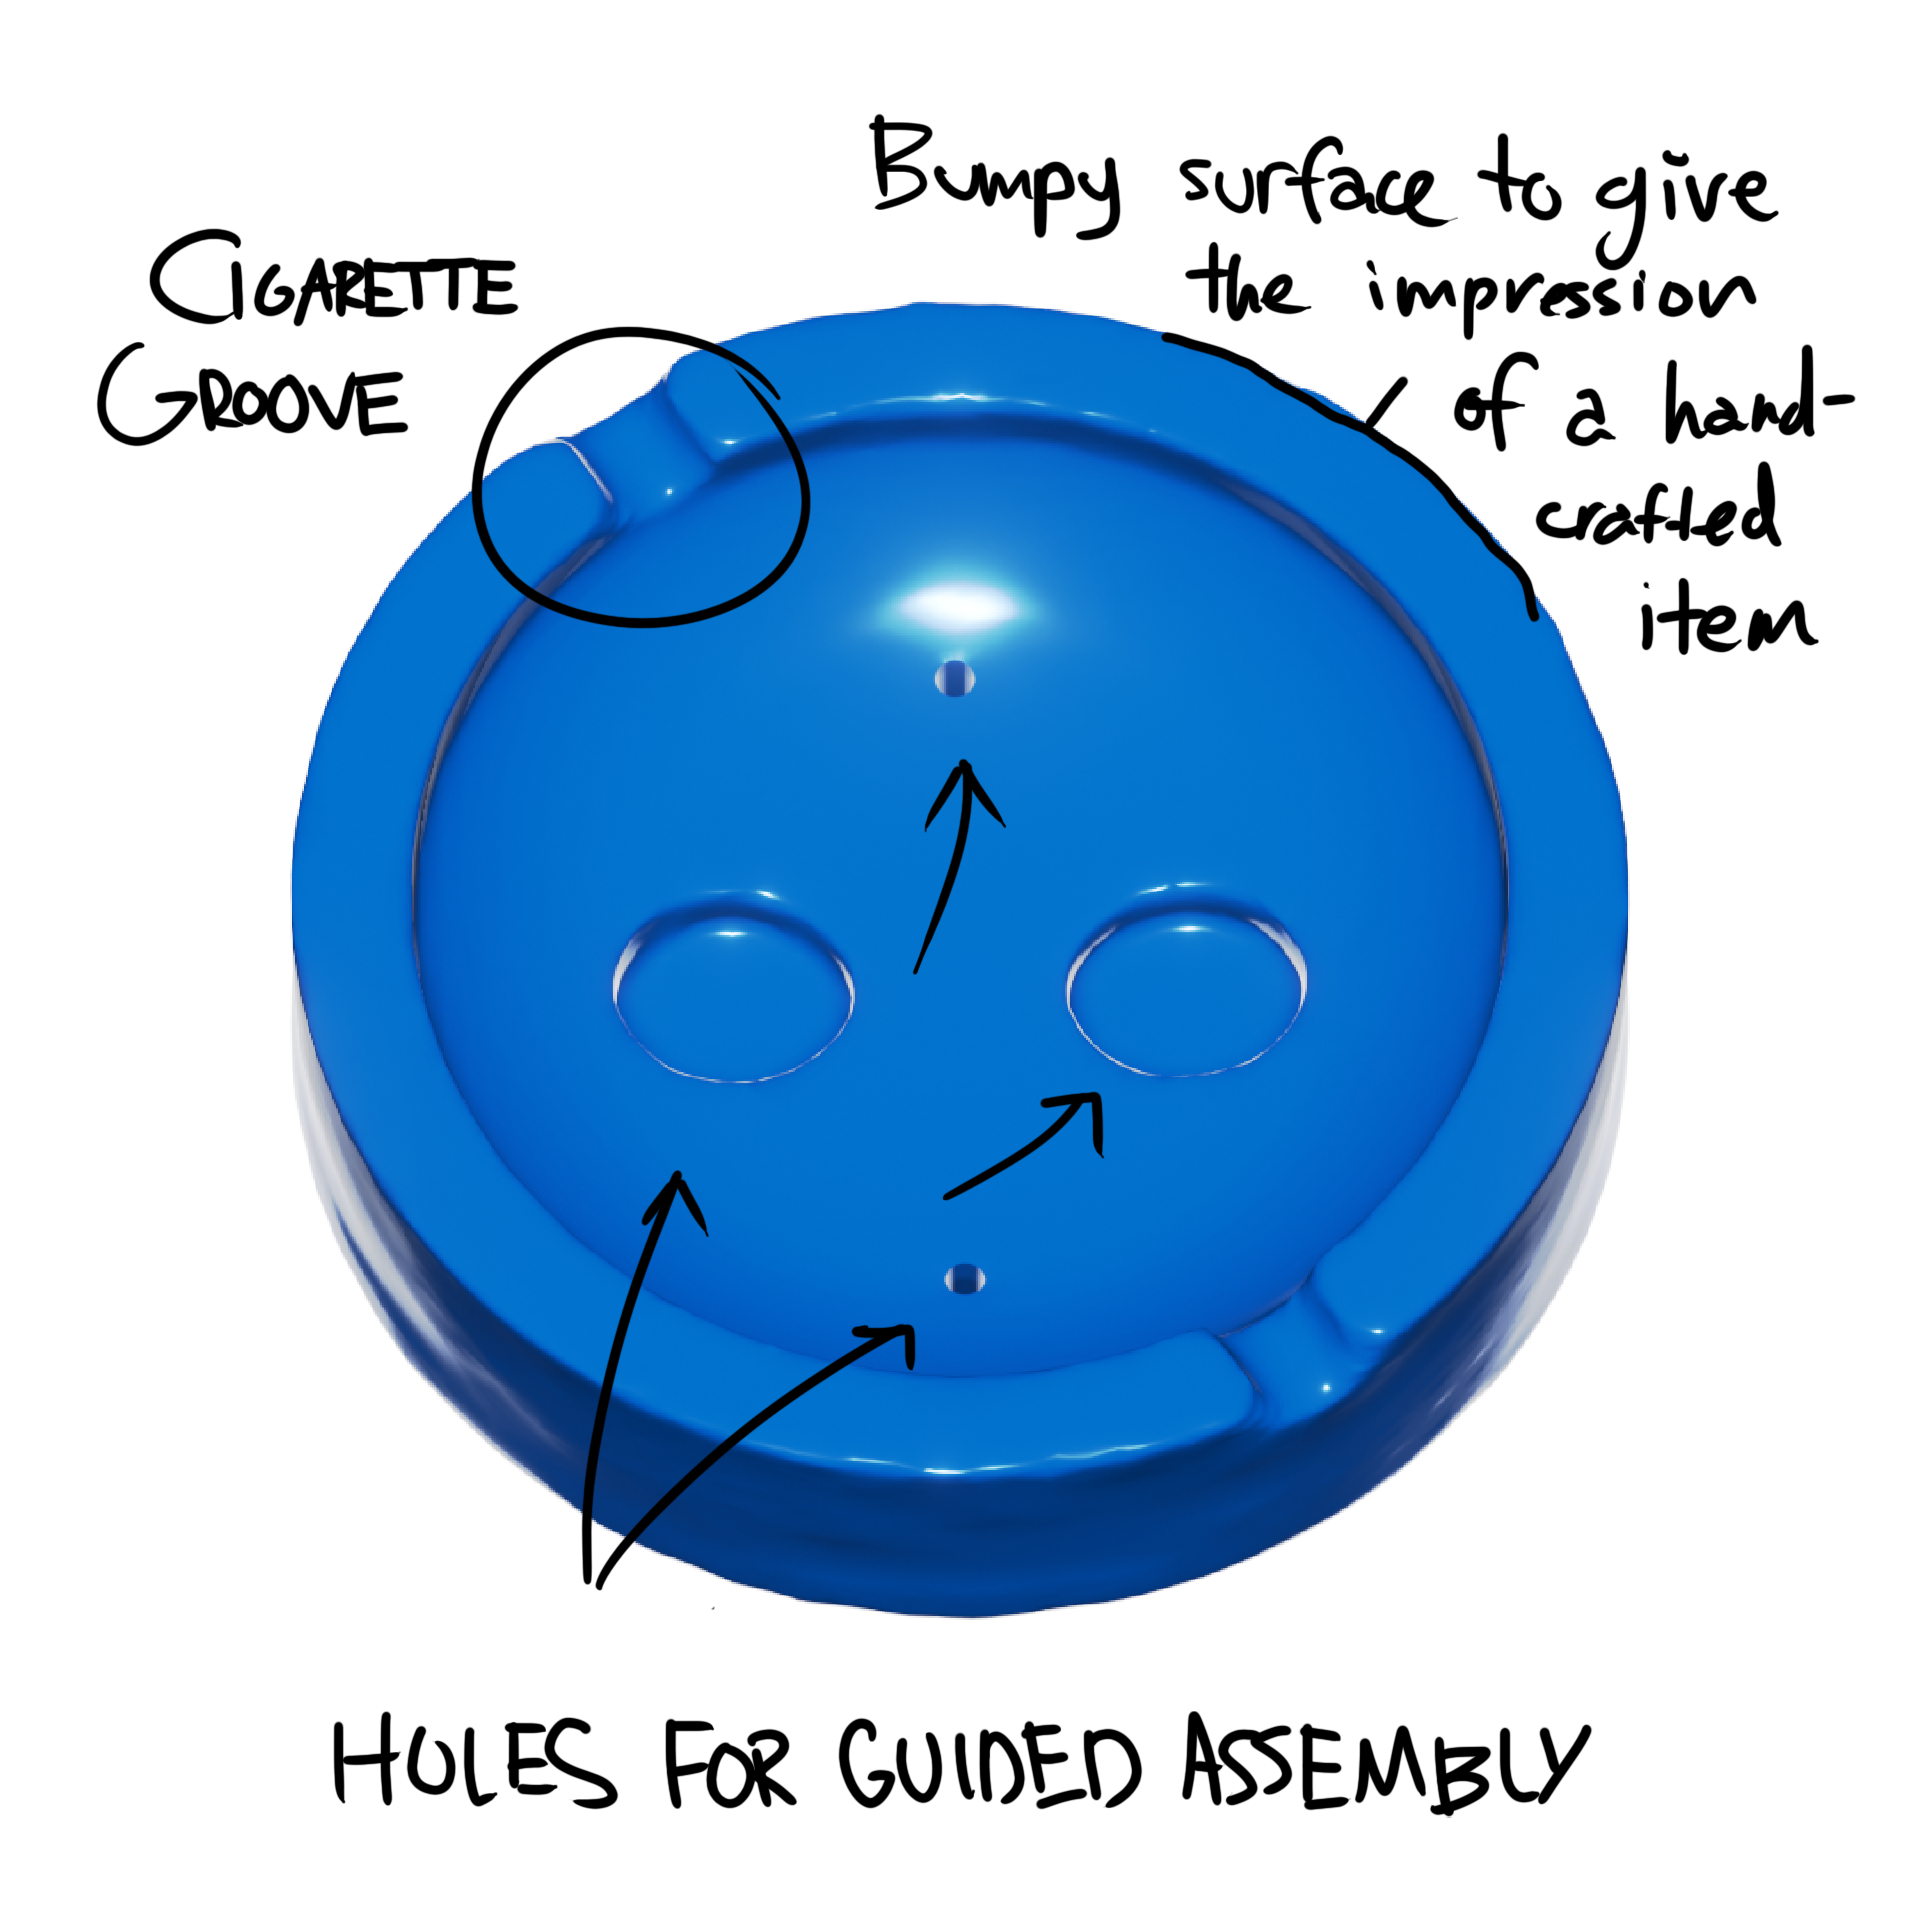 CIGARETTE
GROOVE
Bumpy surface to give
the impression
of a hand-
crafted
item
HOLES FOR GUIDED ASSEMBLY